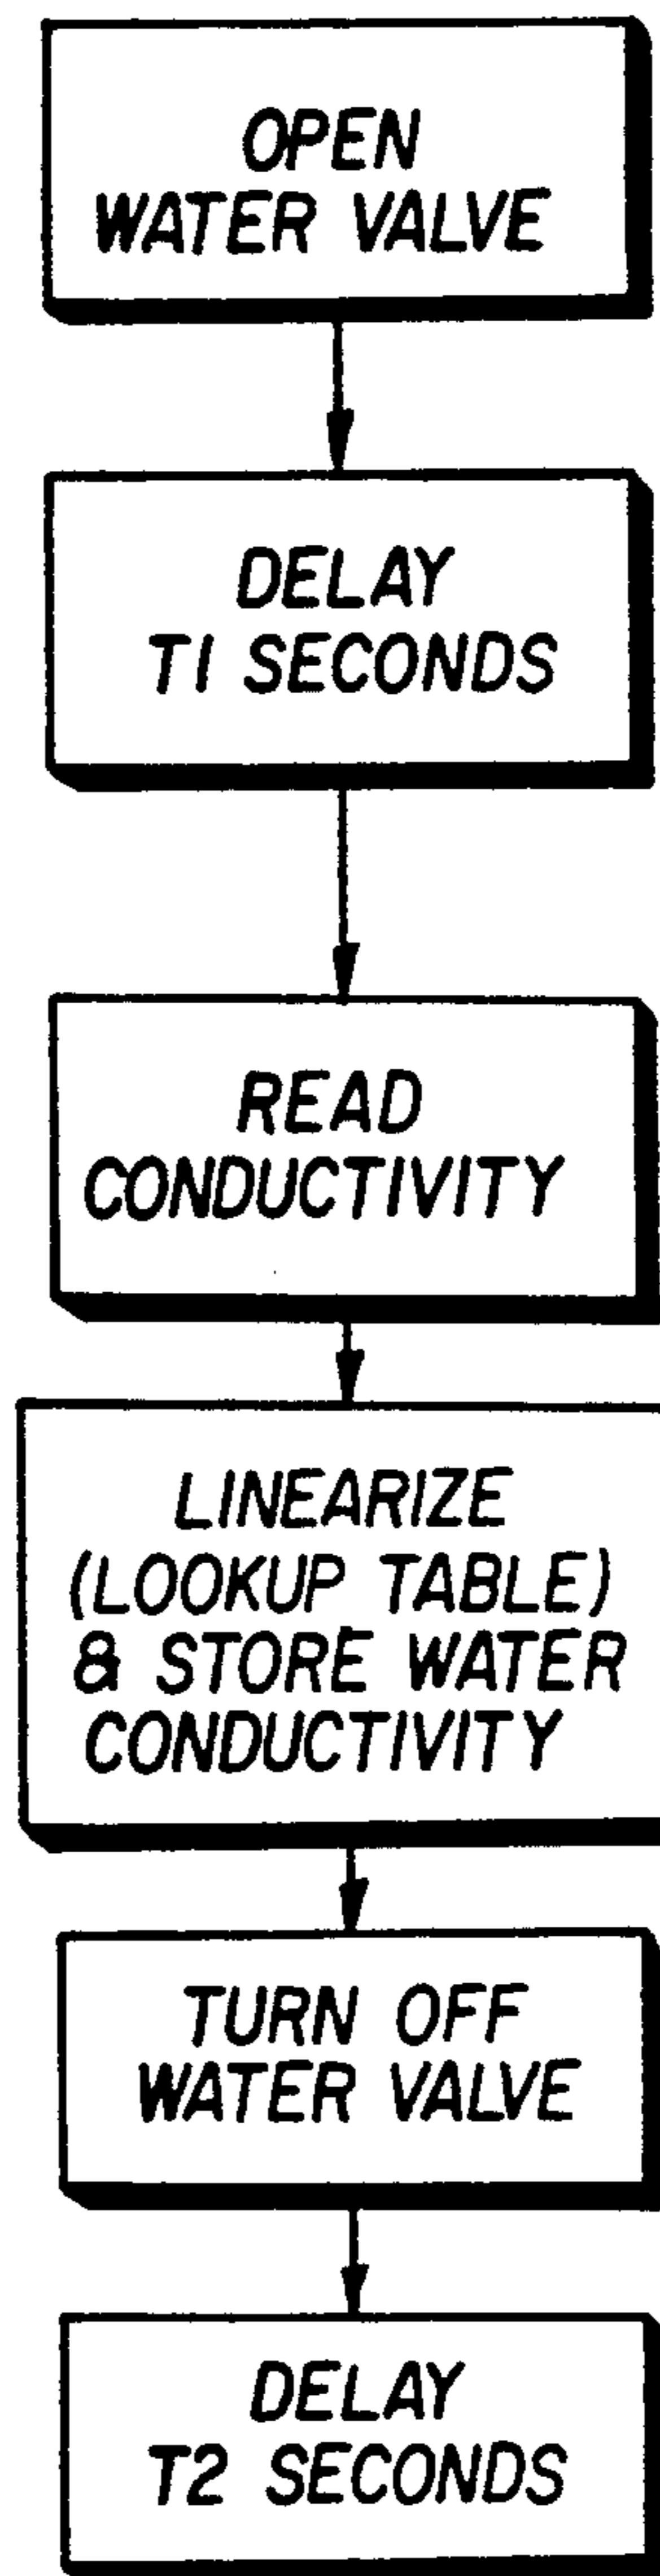 OPEN
WATER VALVE
DELAY
T1 SECONDS
READ
CONDUCTIVITY
LINEARIZE
(LOOKUP TABLE)
& STORE WATER
CONDUCTIVITY
TURN OFF
WATER VALVE
DELAY
T2 SECONDS